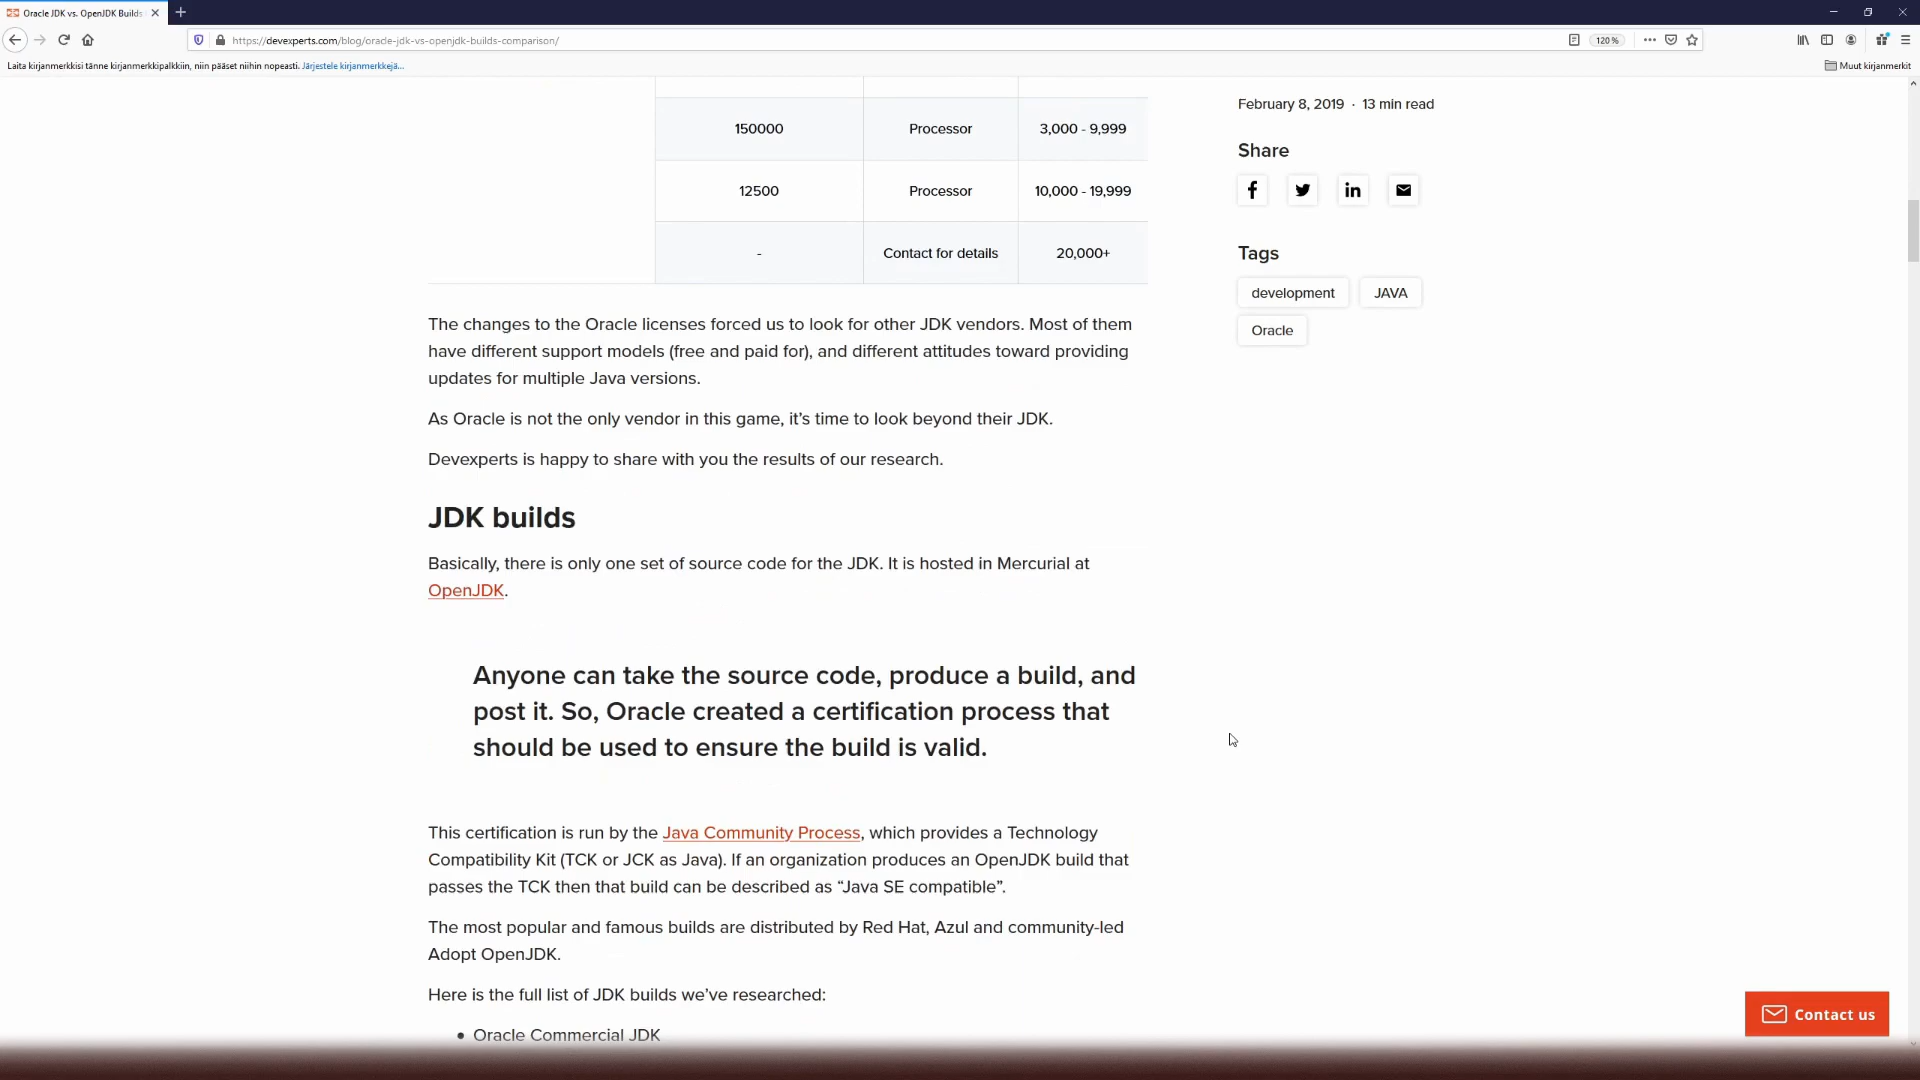 Oracle JDK vs. OpenJDK Builds
https://devexperts.com/blog/oracle-jdk-vs-openjdk-builds-comparison/
120 %
Laita kirjanmerkkisi tänne kirjanmerkkipalkkiin, niin pääset niihin nopeasti. Järjestele kirjanmerkkejä...
Muut kirjanmerkit
150000 Processor 3,000 - 9,999
12500 Processor 10,000 - 19,999
- Contact for details 20,000+
February 8, 2019 · 13 min read
Share
Tags
development JAVA
Oracle
The changes to the Oracle licenses forced us to look for other JDK vendors. Most of them
have different support models (free and paid for), and different attitudes toward providing
updates for multiple Java versions.
As Oracle is not the only vendor in this game, it’s time to look beyond their JDK.
Devexperts is happy to share with you the results of our research.
JDK builds
Basically, there is only one set of source code for the JDK. It is hosted in Mercurial at
OpenJDK.
Anyone can take the source code, produce a build, and
post it. So, Oracle created a certification process that
should be used to ensure the build is valid.
This certification is run by the Java Community Process, which provides a Technology
Compatibility Kit (TCK or JCK as Java). If an organization produces an OpenJDK build that
passes the TCK then that build can be described as “Java SE compatible”.
The most popular and famous builds are distributed by Red Hat, Azul and community-led
Adopt OpenJDK.
Here is the full list of JDK builds we’ve researched:
• Oracle Commercial JDK
Contact us